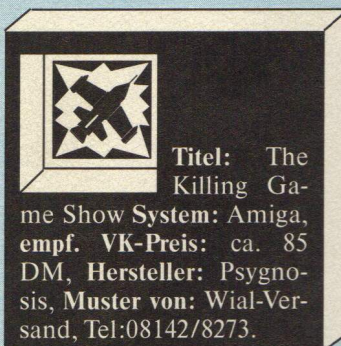 Titel: The
Killing Ga-
me Show System: Amiga,
empf. VK-Preis: ca. 85
DM, Hersteller: Psygno-
sis, Muster von: Wial-Ver-
sand, Tel:08142/8273.